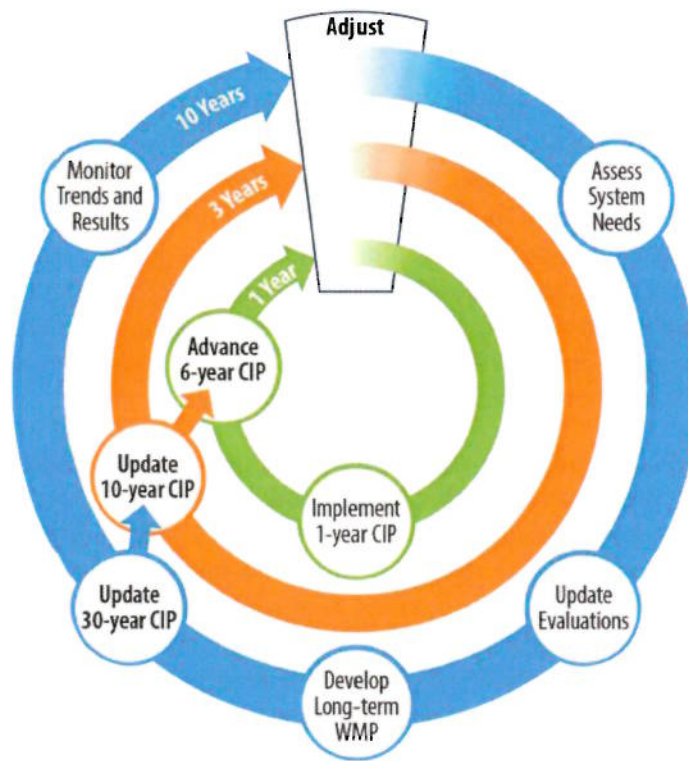 Adjust
10 Years
Monitor
Trends and
Results
Assess
System
Needs
3 Years
1 Year
Advance
6-year CIP
Update
10-year CIP
Implement
1-year CIP
Update
30-year CIP
Update
Evaluations
Develop
Long-term
WMP